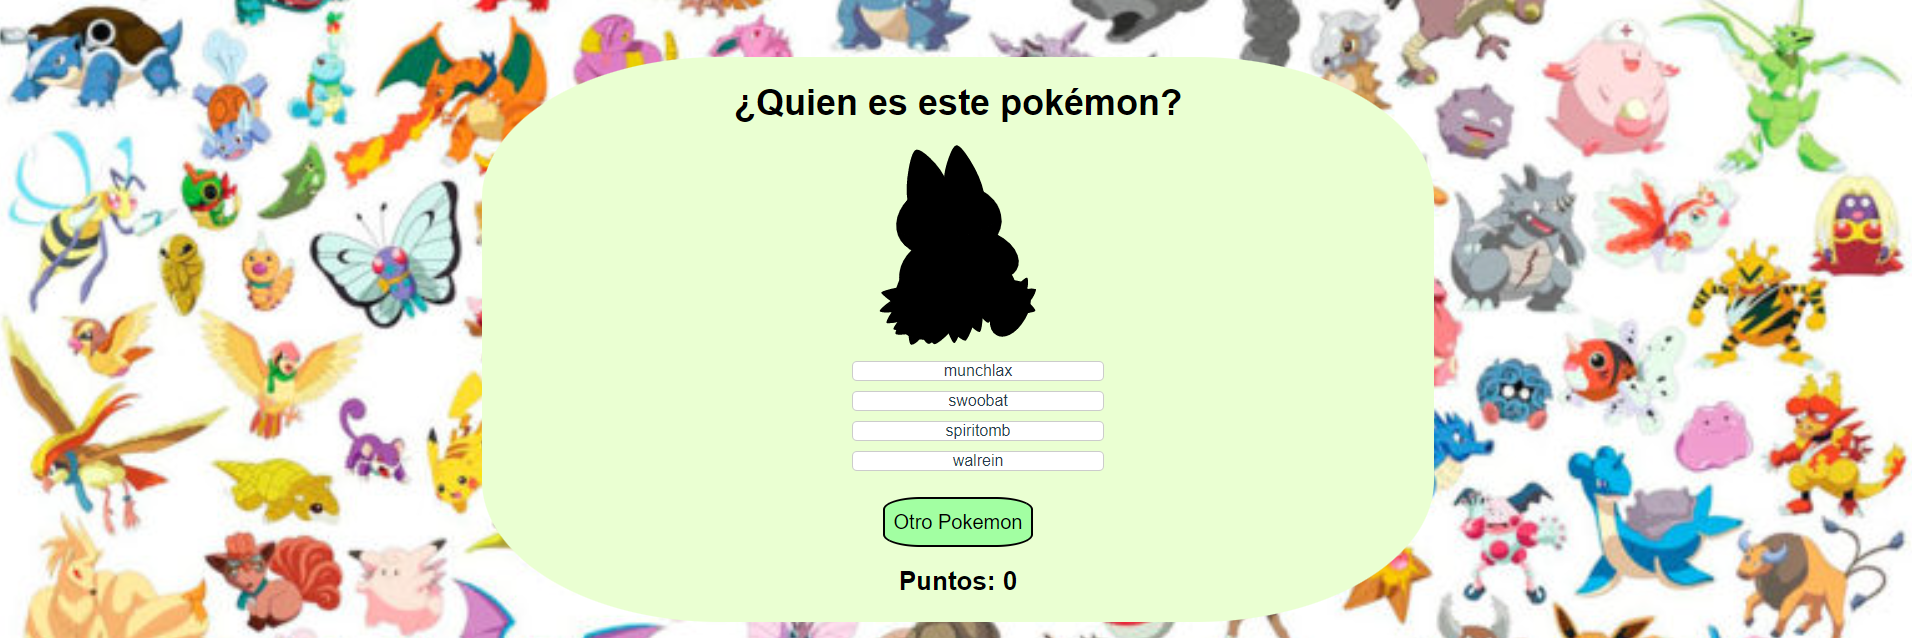 ¿Quien es este pokémon?
munchlax
swoobat
spiritomb
walrein
Otro Pokemon
Puntos: 0